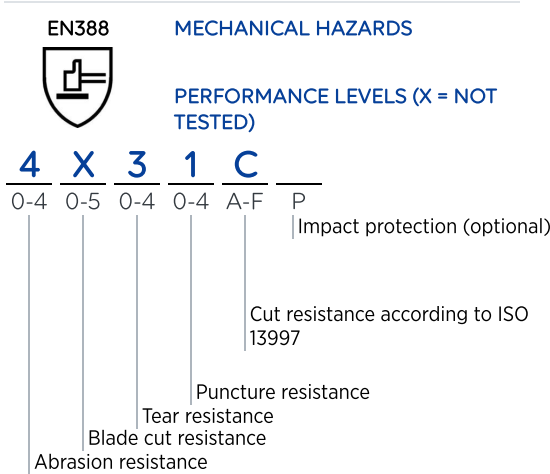 EN388
MECHANICAL HAZARDS
PERFORMANCE LEVELS (X = NOT
TESTED)
4 X 3 1 C
0-4 0-5 0-4 0-4 A-F P
Impact protection (optional)
Cut resistance according to ISO
13997
Puncture resistance
Tear resistance
Blade cut resistance
Abrasion resistance